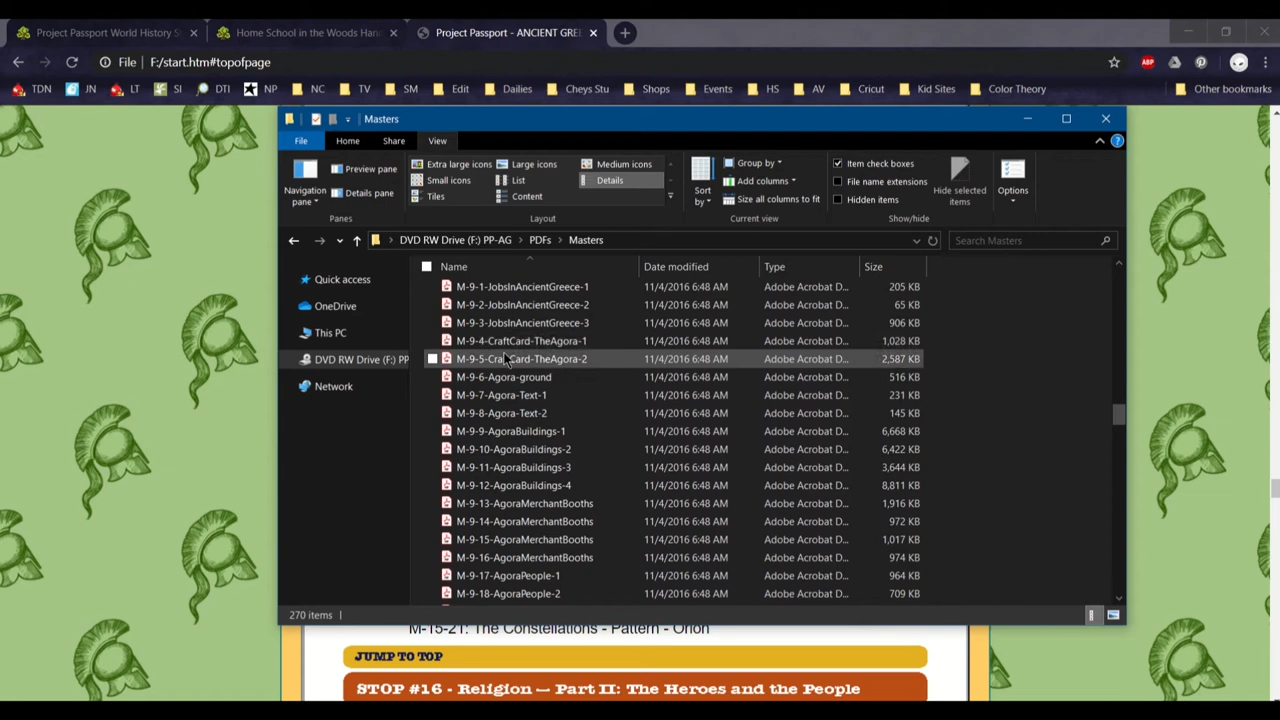 Project Passport World History S
Home School in the Woods Han
Project Passport - ANCIENT GREE
File F:/start.htm#topofpage
ABP
TDN JN LT SI DTI NP NC TV SM Edit Dailies Cheys Stu Shops Events HS AV Cricut Kid Sites Color Theory Other bookmarks
Masters
File Home Share View
Navigation pane
Preview pane
Details pane
Panes
Extra large icons Large icons Medium icons
Small icons List Details
Tiles Content
Layout
Sort by
Group by
Add columns
Size all columns to fit
Current view
Item check boxes
File name extensions
Hidden items
Hide selected items
Show/hide
Options
DVD RW Drive (F:) PP-AG > PDFs > Masters
Search Masters
Quick access
OneDrive
This PC
DVD RW Drive (F:) PP
Network
Name Date modified Type Size
M-9-1-JobsInAncientGreece-1 11/4/2016 6:48 AM Adobe Acrobat D... 205 KB
M-9-2-JobsInAncientGreece-2 11/4/2016 6:48 AM Adobe Acrobat D... 65 KB
M-9-3-JobsInAncientGreece-3 11/4/2016 6:48 AM Adobe Acrobat D... 906 KB
M-9-4-CraftCard-TheAgora-1 11/4/2016 6:48 AM Adobe Acrobat D... 1,028 KB
M-9-5-CraftCard-TheAgora-2 11/4/2016 6:48 AM Adobe Acrobat D... 2,587 KB
M-9-6-Agora-ground 11/4/2016 6:48 AM Adobe Acrobat D... 516 KB
M-9-7-Agora-Text-1 11/4/2016 6:48 AM Adobe Acrobat D... 231 KB
M-9-8-Agora-Text-2 11/4/2016 6:48 AM Adobe Acrobat D... 145 KB
M-9-9-AgoraBuildings-1 11/4/2016 6:48 AM Adobe Acrobat D... 6,668 KB
M-9-10-AgoraBuildings-2 11/4/2016 6:48 AM Adobe Acrobat D... 6,422 KB
M-9-11-AgoraBuildings-3 11/4/2016 6:48 AM Adobe Acrobat D... 3,644 KB
M-9-12-AgoraBuildings-4 11/4/2016 6:48 AM Adobe Acrobat D... 8,811 KB
M-9-13-AgoraMerchantBooths 11/4/2016 6:48 AM Adobe Acrobat D... 1,916 KB
M-9-14-AgoraMerchantBooths 11/4/2016 6:48 AM Adobe Acrobat D... 972 KB
M-9-15-AgoraMerchantBooths 11/4/2016 6:48 AM Adobe Acrobat D... 1,017 KB
M-9-16-AgoraMerchantBooths 11/4/2016 6:48 AM Adobe Acrobat D... 974 KB
M-9-17-AgoraPeople-1 11/4/2016 6:48 AM Adobe Acrobat D... 964 KB
M-9-18-AgoraPeople-2 11/4/2016 6:48 AM Adobe Acrobat D... 709 KB
270 items
M-15-21: The Constellations - Pattern - Orion
JUMP TO TOP
STOP #16 - Religion — Part II: The Heroes and the People